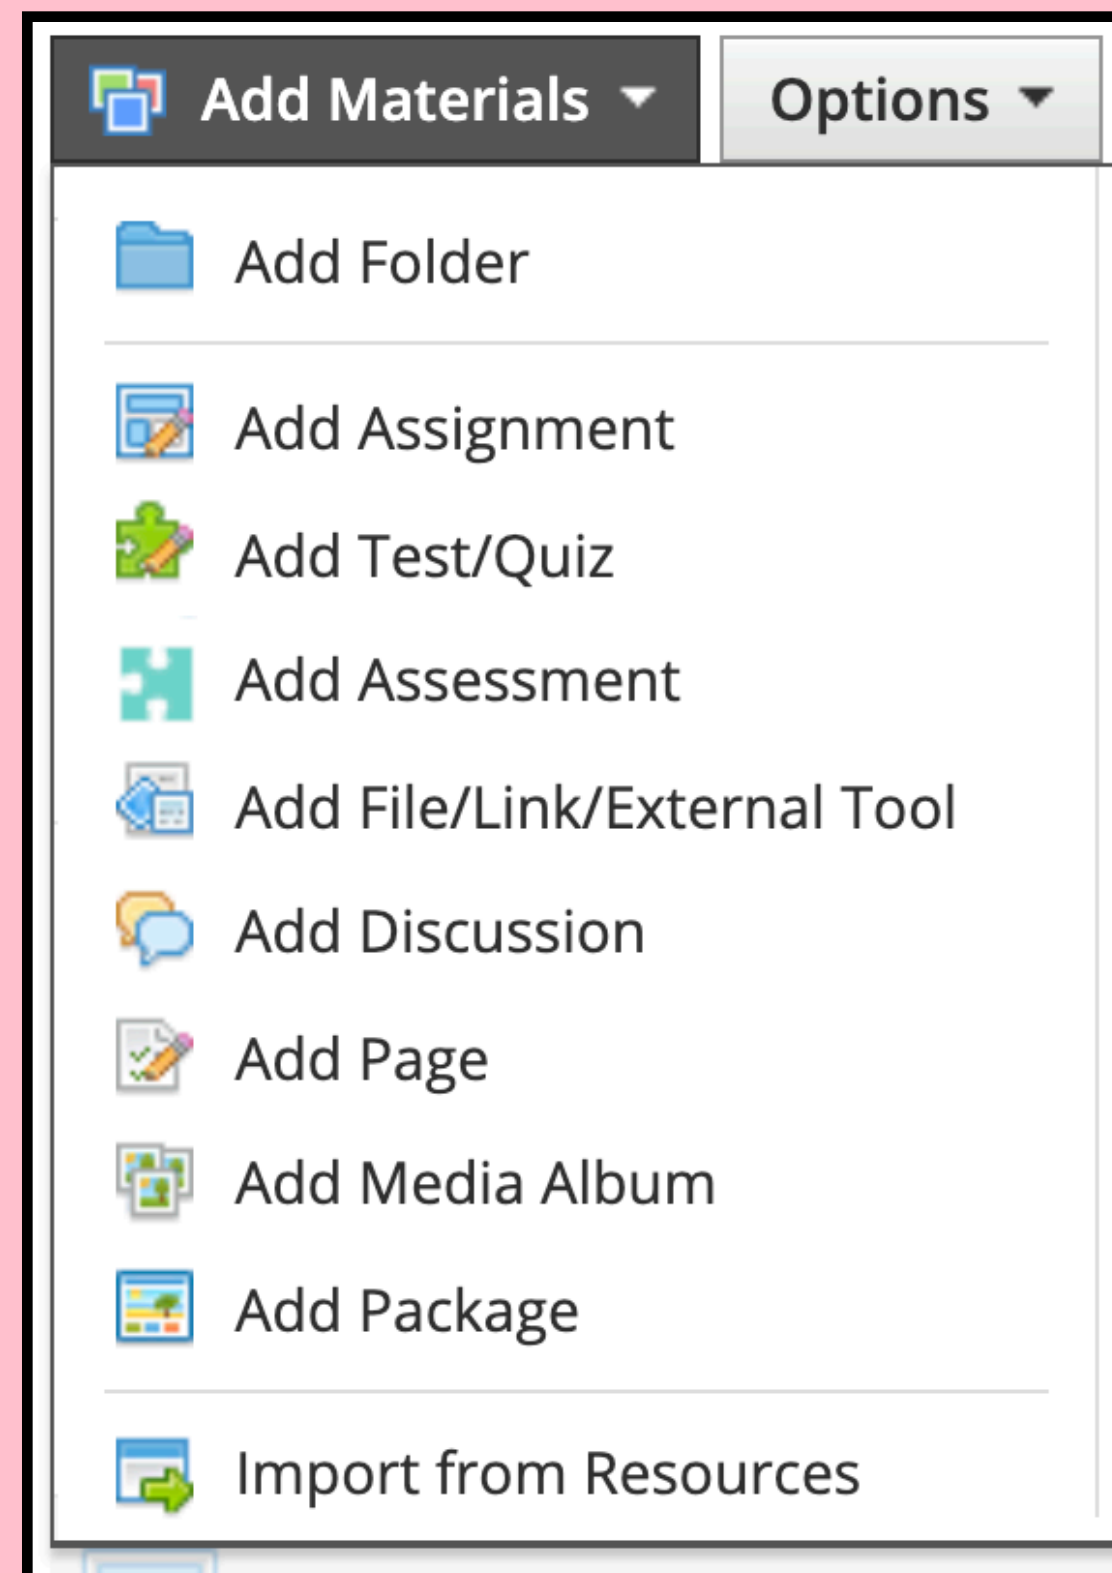 Add Materials
Options
Add Folder
Add Assignment
Add Test/Quiz
Add Assessment
Add File/Link/External Tool
Add Discussion
Add Page
Add Media Album
Add Package
Import from Resources